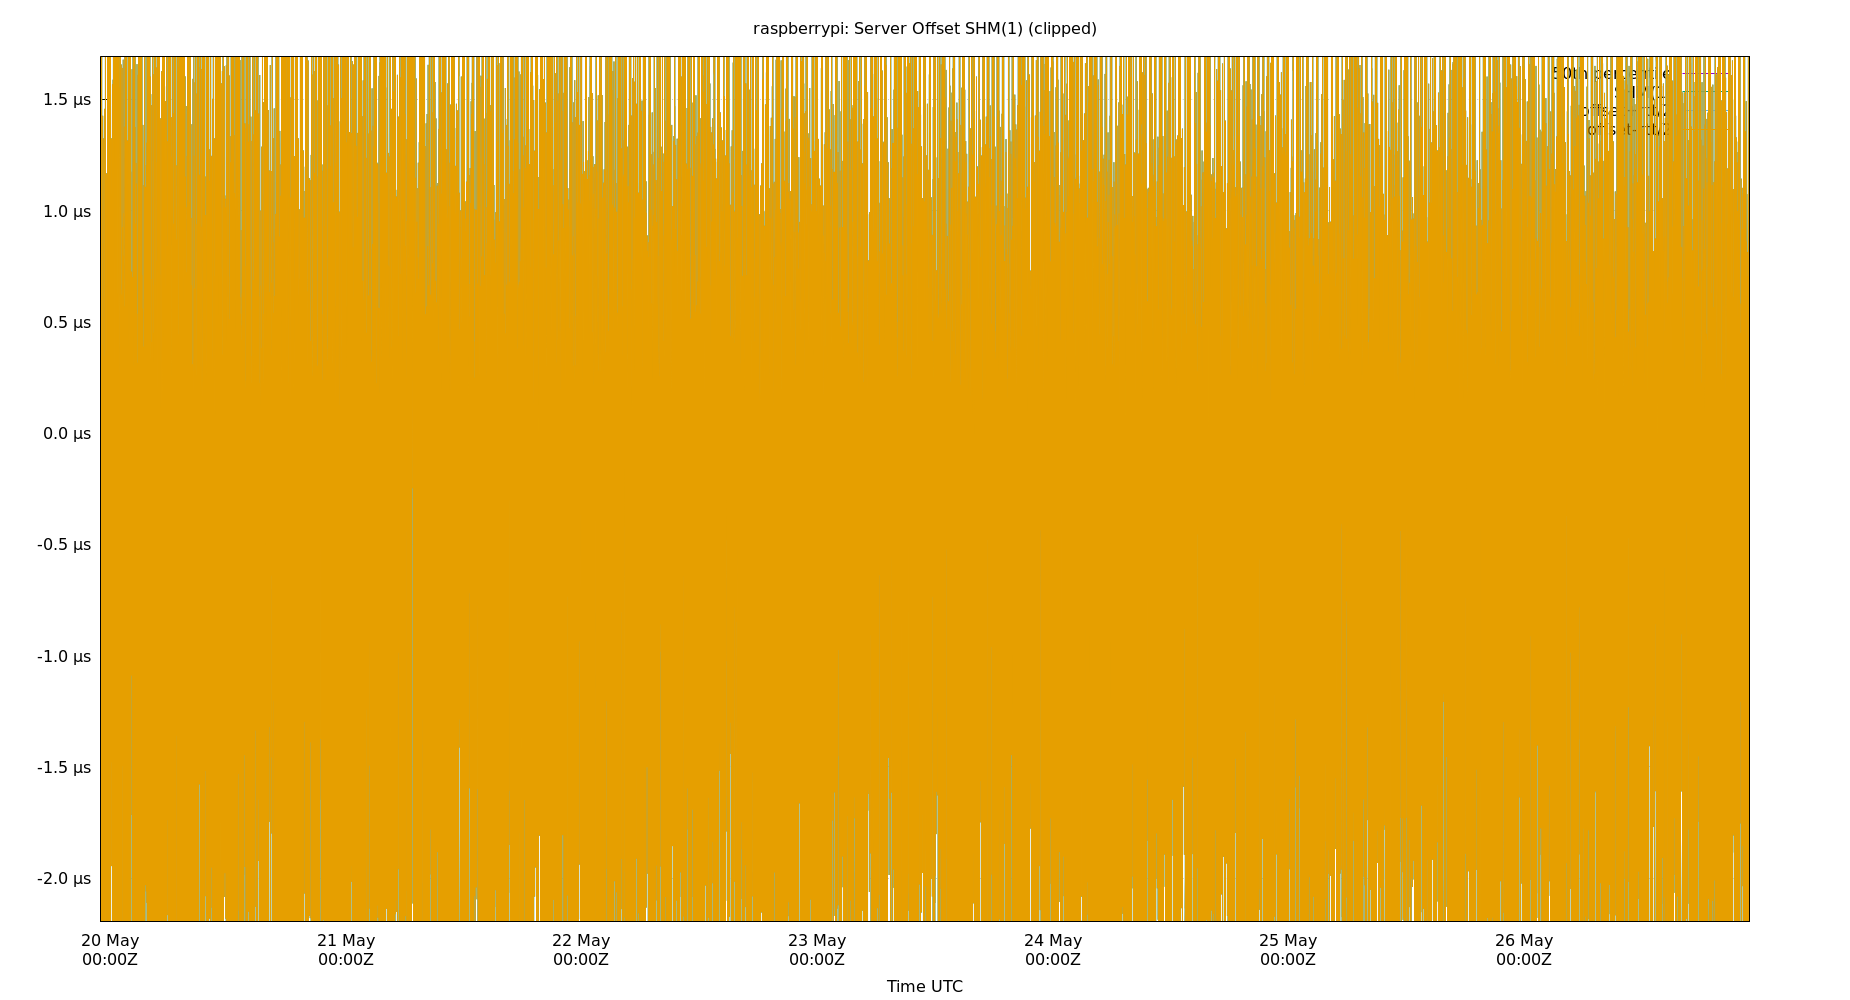 raspberrypi: Server Offset SHM(1) (clipped)
1.5 µs
1.0 µs
0.5 µs
0.0 µs
-0.5 µs
-1.0 µs
-1.5 µs
-2.0 µs
20 May 21 May 22 May 23 May 24 May 25 May 26 May
00:00Z 00:00Z 00:00Z 00:00Z 00:00Z 00:00Z 00:00Z
Time UTC